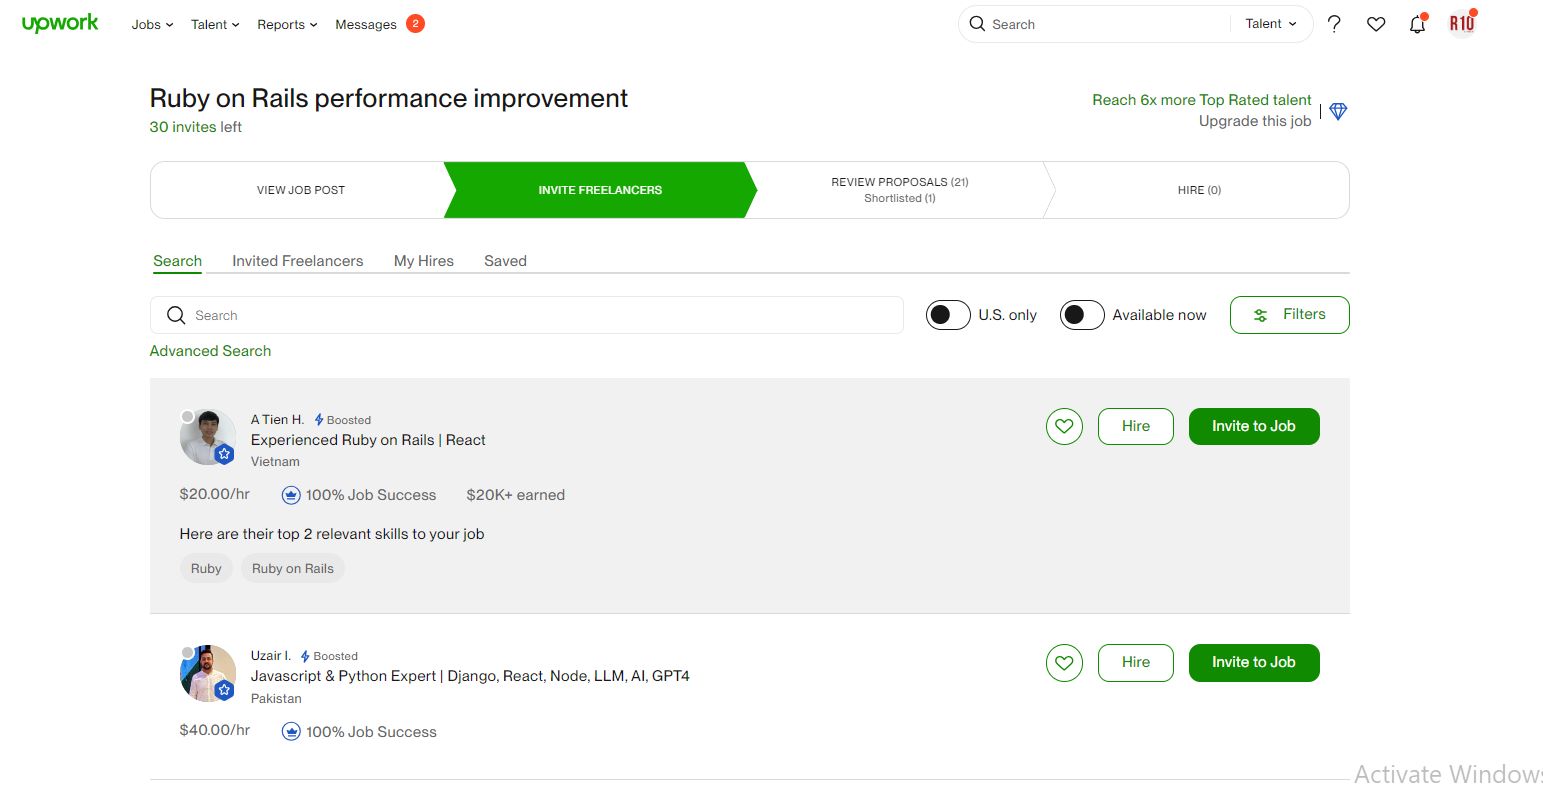 upwork Jobs Talent Reports Messages 2 Search Talent R10
Ruby on Rails performance improvement
30 invites left
Reach 6x more Top Rated talent
Upgrade this job
VIEW JOB POST
INVITE FREELANCERS
REVIEW PROPOSALS (21)
Shortlisted (1)
HIRE (0)
Search Invited Freelancers My Hires Saved
Search U.S. only Available now Filters
Advanced Search
A Tien H. Boosted
Experienced Ruby on Rails | React
Vietnam
Hire Invite to Job
$20.00/hr 100% Job Success $20K+ earned
Here are their top 2 relevant skills to your job
Ruby Ruby on Rails
Uzair I. Boosted
Javascript & Python Expert | Django, React, Node, LLM, AI, GPT4
Pakistan
Hire Invite to Job
$40.00/hr 100% Job Success
Activate Windows